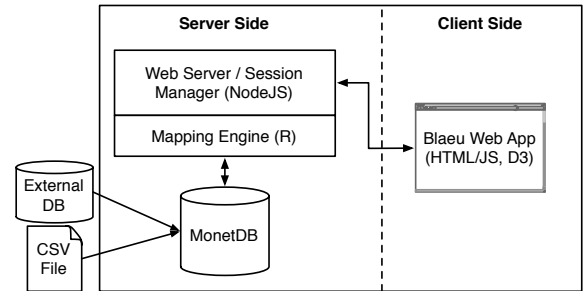 Server Side
Client Side
Web Server / Session
Manager (NodeJS)
Mapping Engine (R)
Blaeu Web App
(HTML/JS, D3)
External
DB
MonetDB
CSV
File